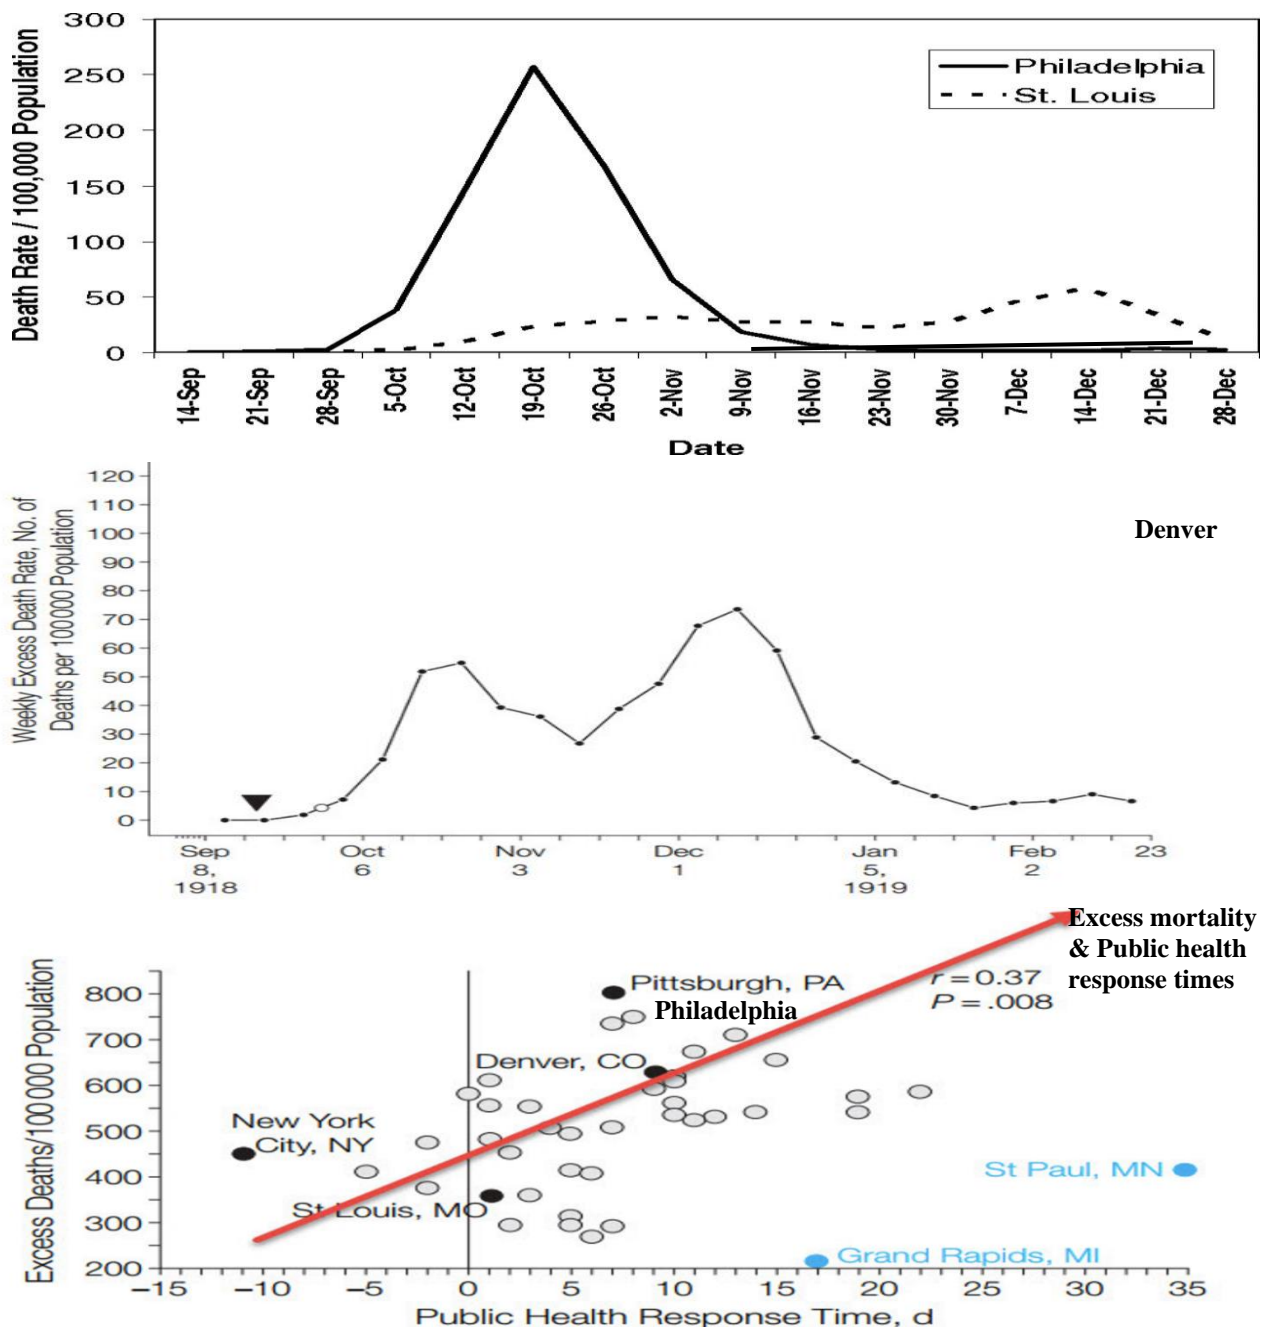 300
250
200
150
100
50
0
Death Rate / 100,000 Population
Philadelphia
St. Louis
14-Sep 21-Sep 28-Sep 5-Oct 12-Oct 19-Oct 26-Oct 2-Nov 9-Nov 16-Nov 23-Nov 30-Nov 7-Dec 14-Dec 21-Dec 28-Dec
Date
Weekly Excess Death Rate, No. of
Deaths per 100 000 Population
120
110
100
90
80
70
60
50
40
30
20
10
0
Denver
Sep Oct Nov Dec Jan Feb 23
8, 6 3 1 5, 2
1918 1919
Excess mortality
& Public health
response times
r = 0.37
P = .008
Excess Deaths/100 000 Population
800
700
600
500
400
300
200
Pittsburgh, PA
Philadelphia
Denver, CO
New York
City, NY
St Louis, MO
St Paul, MN
Grand Rapids, MI
−15 −10 −5 0 5 10 15 20 25 30 35
Public Health Response Time, d